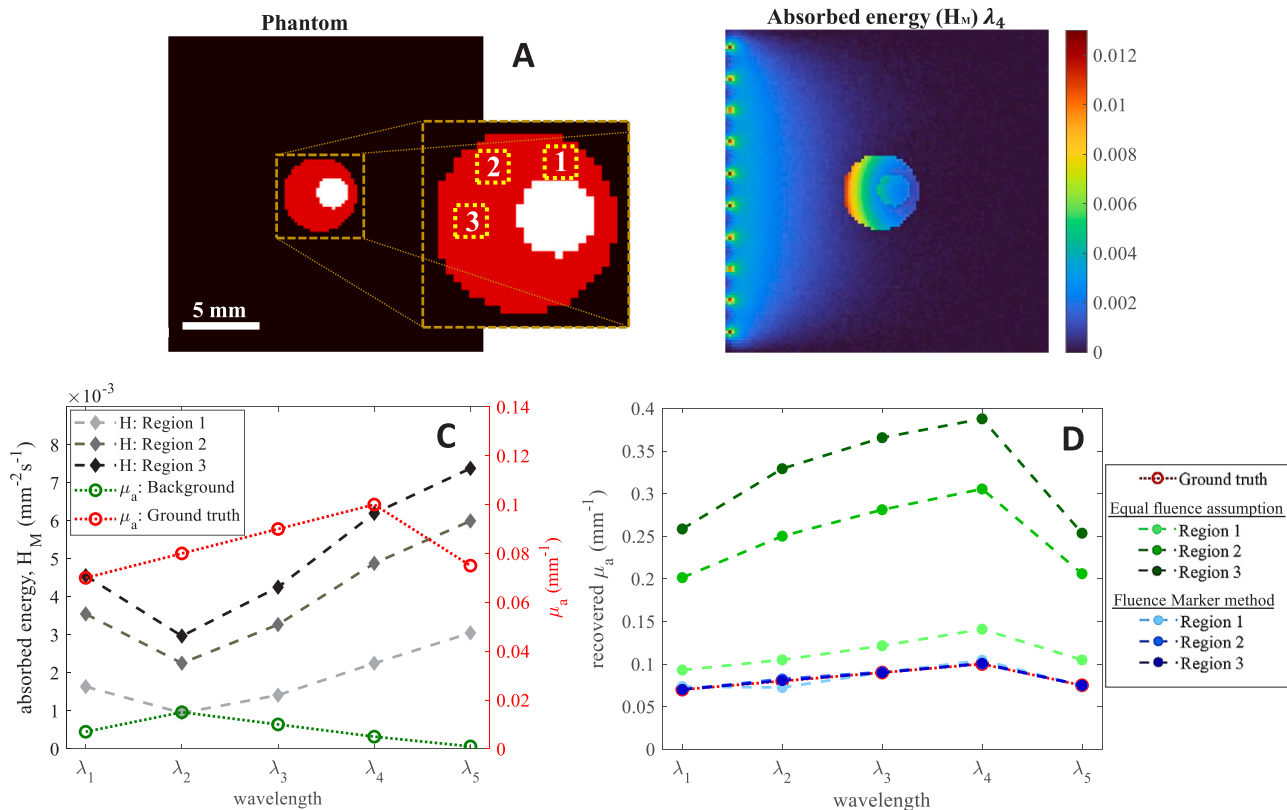 Phantom
A
1
2
3
5 mm
Absorbed energy (HM) λ4
0.012
0.01
0.008
0.006
0.004
0.002
0
×10-3
C
H: Region 1
H: Region 2
H: Region 3
μa: Background
μa: Ground truth
8
7
6
5
4
3
2
1
0
absorbed energy, HM (mm-2s-1)
0.14
0.12
0.1
0.08
0.06
0.04
0.02
0
μa (mm-1)
λ1 λ2 λ3 λ4 λ5
wavelength
D
0.4
0.35
0.3
0.25
0.2
0.15
0.1
0.05
0
recovered μa (mm-1)
λ1 λ2 λ3 λ4 λ5
wavelength
Ground truth
Equal fluence assumption
Region 1
Region 2
Region 3
Fluence Marker method
Region 1
Region 2
Region 3